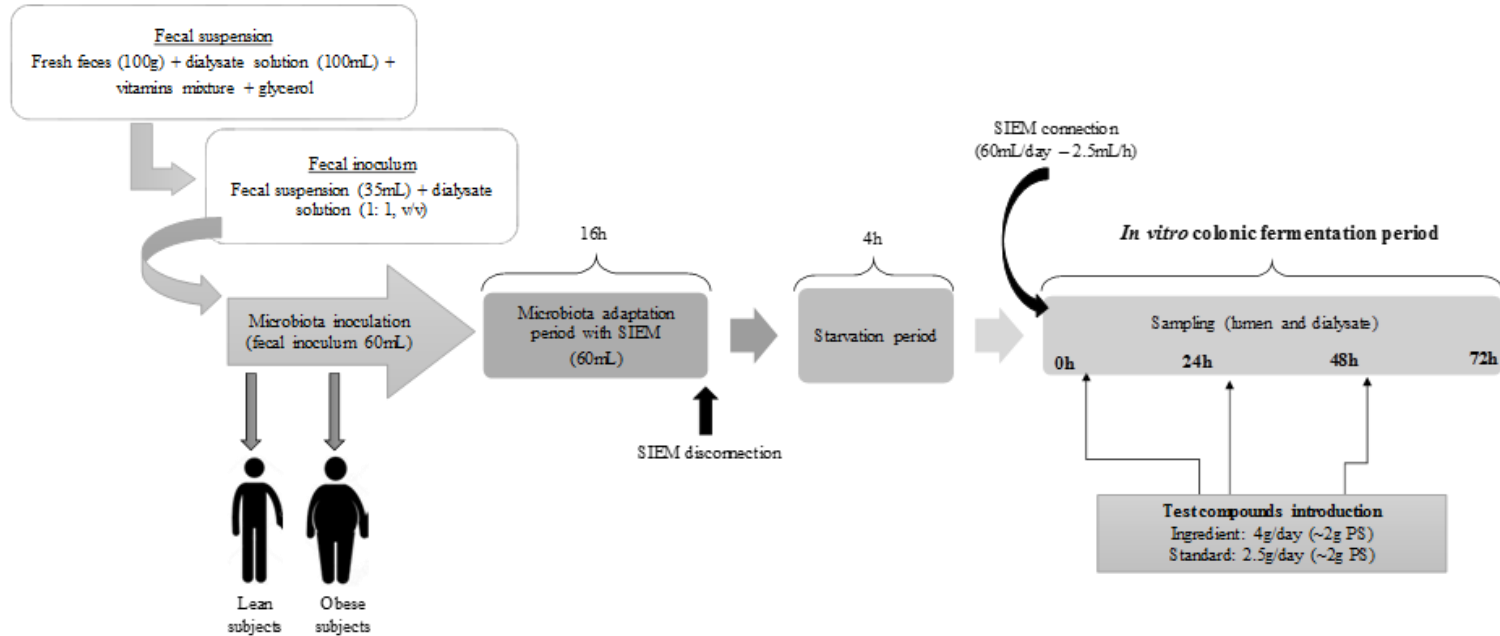 Fecal suspension
Fresh feces (100g) + dialysate solution (100mL) +
vitamins mixture + glycerol
Fecal inoculum
Fecal suspension (35mL) + dialysate
solution (1: 1, v/v)
Microbiota inoculation
(fecal inoculum 60mL)
Lean
subjects
Obese
subjects
16h
Microbiota adaptation
period with SIEM
(60mL)
SIEM disconnection
4h
Starvation period
SIEM connection
(60mL/day – 2.5mL/h)
In vitro colonic fermentation period
Sampling (lumen and dialysate)
0h 24h 48h 72h
Test compounds introduction
Ingredient: 4g/day (~2g PS)
Standard: 2.5g/day (~2g PS)